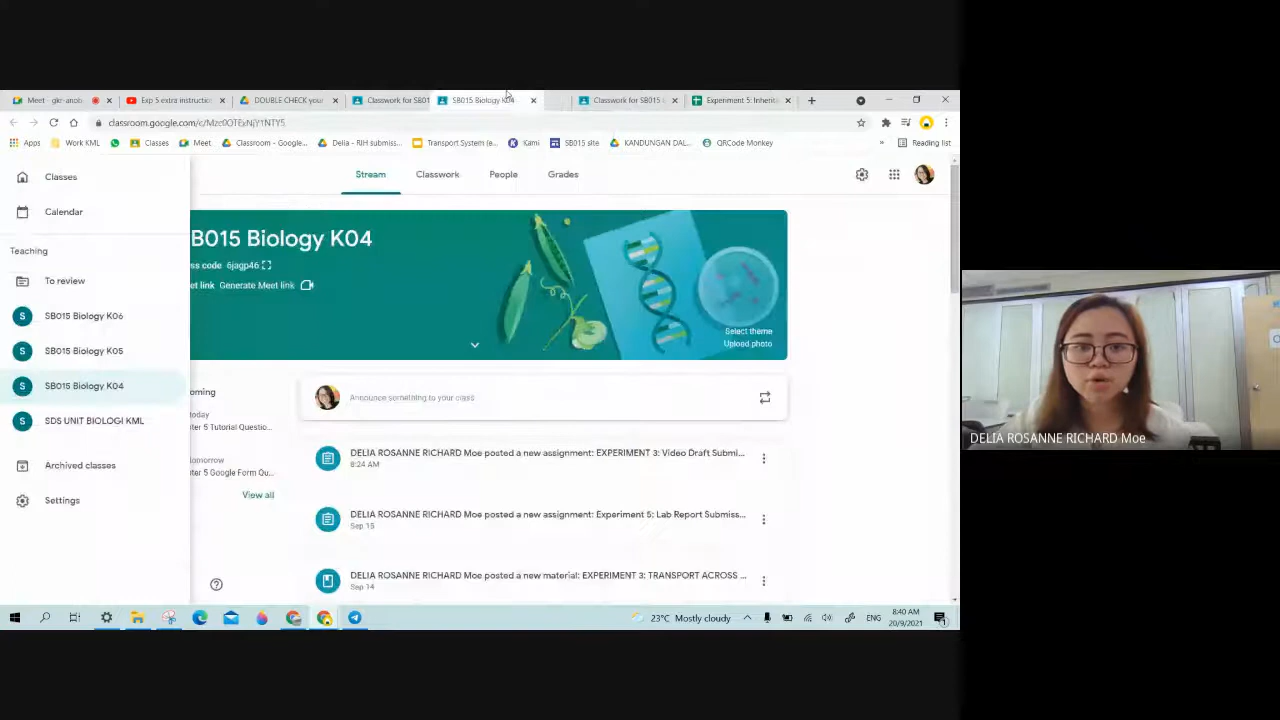 Meet - gkr-anob
Exp 5 extra instructio
DOUBLE CHECK your
Classwork for SB01
SB015 Biology K04
Classwork for SB015
Experiment 5: Inherit
Apps
Work KML
Classes
Meet
Classroom - Google...
Delia - RIH submiss...
Transport System (e...
Kami
SB015 site
KANDUNGAN DAL...
QRCode Monkey
»
Reading list
Classes
Calendar
Teaching
To review
S SB015 Biology K06
S SB015 Biology K05
S SB015 Biology K04
S SDS UNIT BIOLOGI KML
Archived classes
Settings
Stream
Classwork
People
Grades
B015 Biology K04
ss code 6jagp46
et link Generate Meet link
Select theme
Upload photo
oming
today
ter 5 Tutorial Questio...
tomorrow
ter 5 Google Form Qu...
View all
Announce something to your class
DELIA ROSANNE RICHARD Moe posted a new assignment: EXPERIMENT 3: Video Draft Submi...
8:24 AM
DELIA ROSANNE RICHARD Moe posted a new assignment: Experiment 5: Lab Report Submiss...
Sep 15
DELIA ROSANNE RICHARD Moe posted a new material: EXPERIMENT 3: TRANSPORT ACROSS ...
Sep 14
23°C Mostly cloudy
ENG
8:40 AM
20/9/2021
DELIA ROSANNE RICHARD Moe